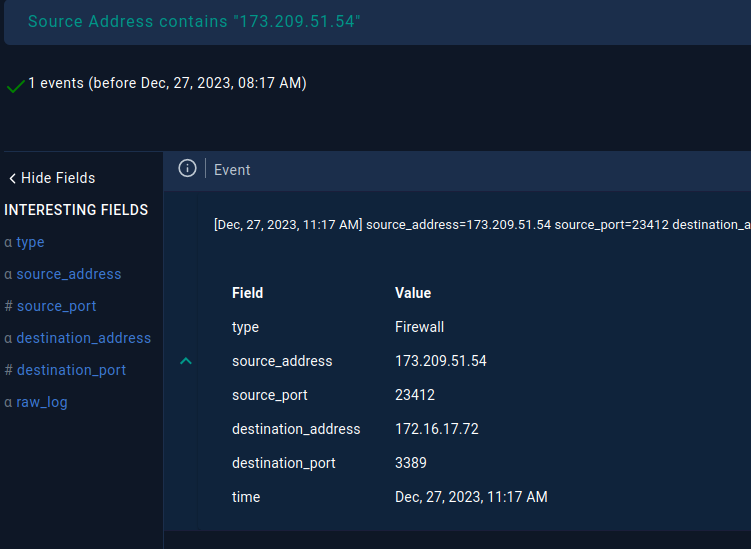 Source Address contains "173.209.51.54"
1 events (before Dec, 27, 2023, 08:17 AM)
Hide Fields
INTERESTING FIELDS
α type
α source_address
# source_port
α destination_address
# destination_port
α raw_log
Event
[Dec, 27, 2023, 11:17 AM] source_address=173.209.51.54 source_port=23412 destination_a
Field Value
type Firewall
source_address 173.209.51.54
source_port 23412
destination_address 172.16.17.72
destination_port 3389
time Dec, 27, 2023, 11:17 AM